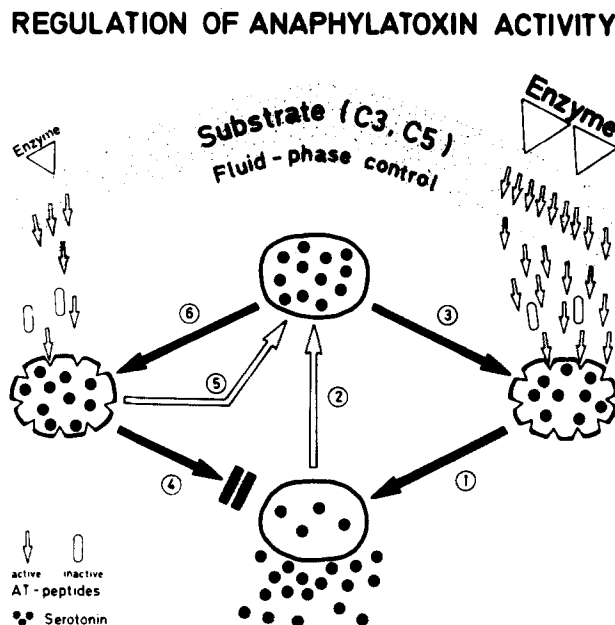 REGULATION OF ANAPHYLATOXIN ACTIVITY
Enzyme
Substrate (C3, C5)
Fluid-phase control
Enzyme
⑥
③
⑤
②
④
①
active inactive
AT-peptides
Serotonin